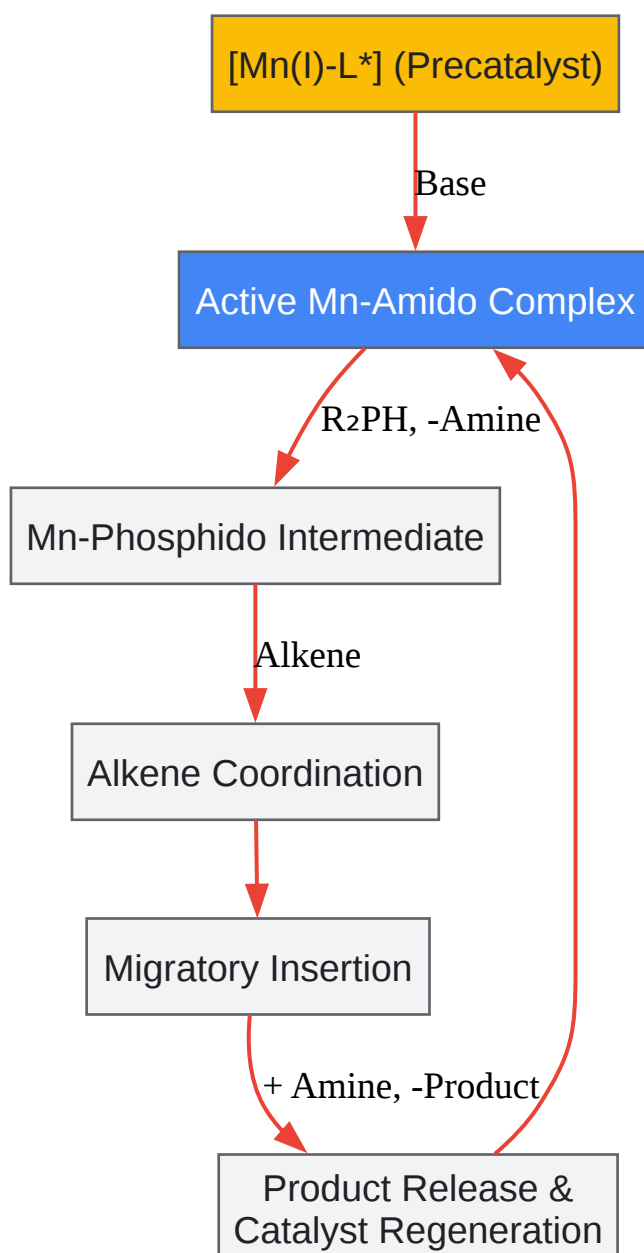 [Mn(I)-L*] (Precatalyst)
Base
Active Mn-Amido Complex
R₂PH, -Amine
Mn-Phosphido Intermediate
Alkene
Alkene Coordination
Migratory Insertion
+ Amine, -Product
Product Release &
Catalyst Regeneration